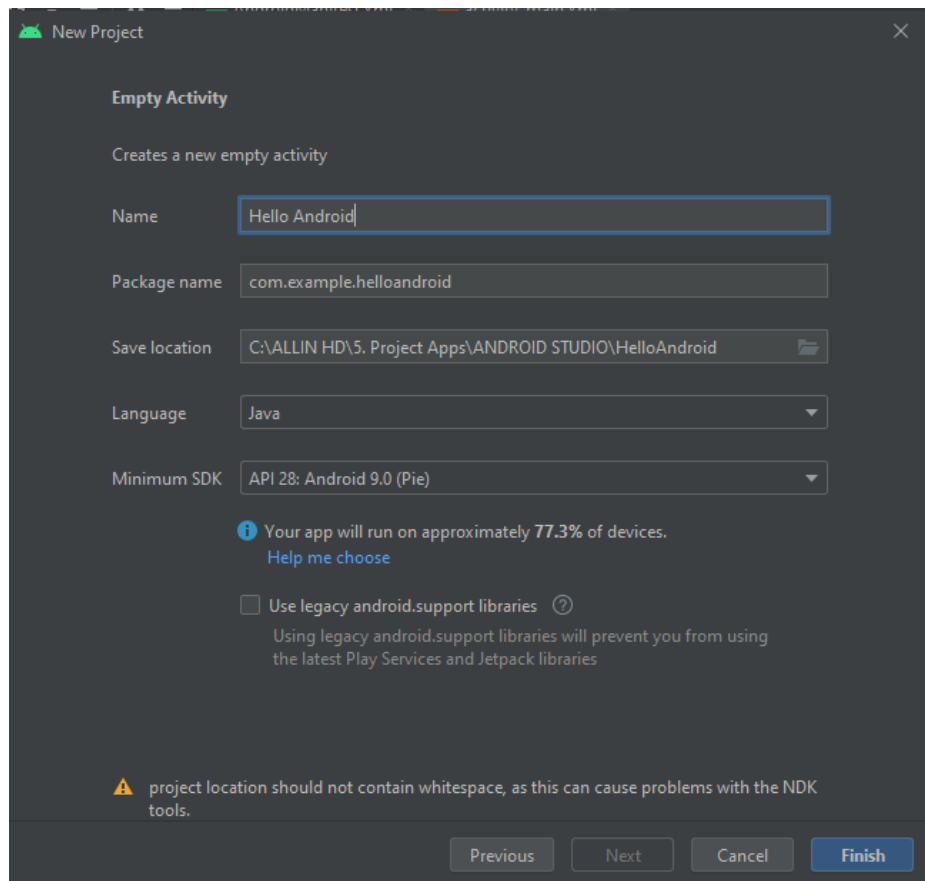 New Project
Empty Activity
Creates a new empty activity
Name
Hello Android
Package name
com.example.helloandroid
Save location
C:\ALLIN HD\5. Project Apps\ANDROID STUDIO\HelloAndroid
Language
Java
Minimum SDK
API 28: Android 9.0 (Pie)
Your app will run on approximately 77.3% of devices.
Help me choose
Use legacy android.support libraries
Using legacy android.support libraries will prevent you from using
the latest Play Services and Jetpack libraries
project location should not contain whitespace, as this can cause problems with the NDK
tools.
Previous
Next
Cancel
Finish